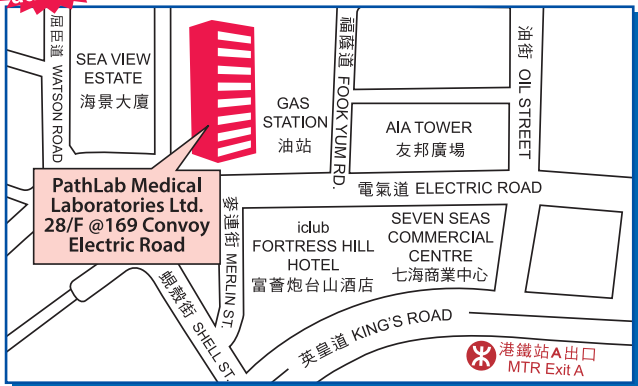 屈臣道 WATSON ROAD
SEA VIEW
ESTATE
海景大廈
GAS
STATION
油站
福蔭道 FOOK YUM RD.
油街 OIL STREET
AIA TOWER
友邦廣場
PathLab Medical
Laboratories Ltd.
28/F @169 Convoy
Electric Road
電氣道 ELECTRIC ROAD
麥連街 MERLIN ST.
iclub
FORTRESS HILL
HOTEL
富薈炮台山酒店
SEVEN SEAS
COMMERCIAL
CENTRE
七海商業中心
蜆殼街 SHELL ST.
英皇道 KING'S ROAD
港鐵站A出口
MTR Exit A